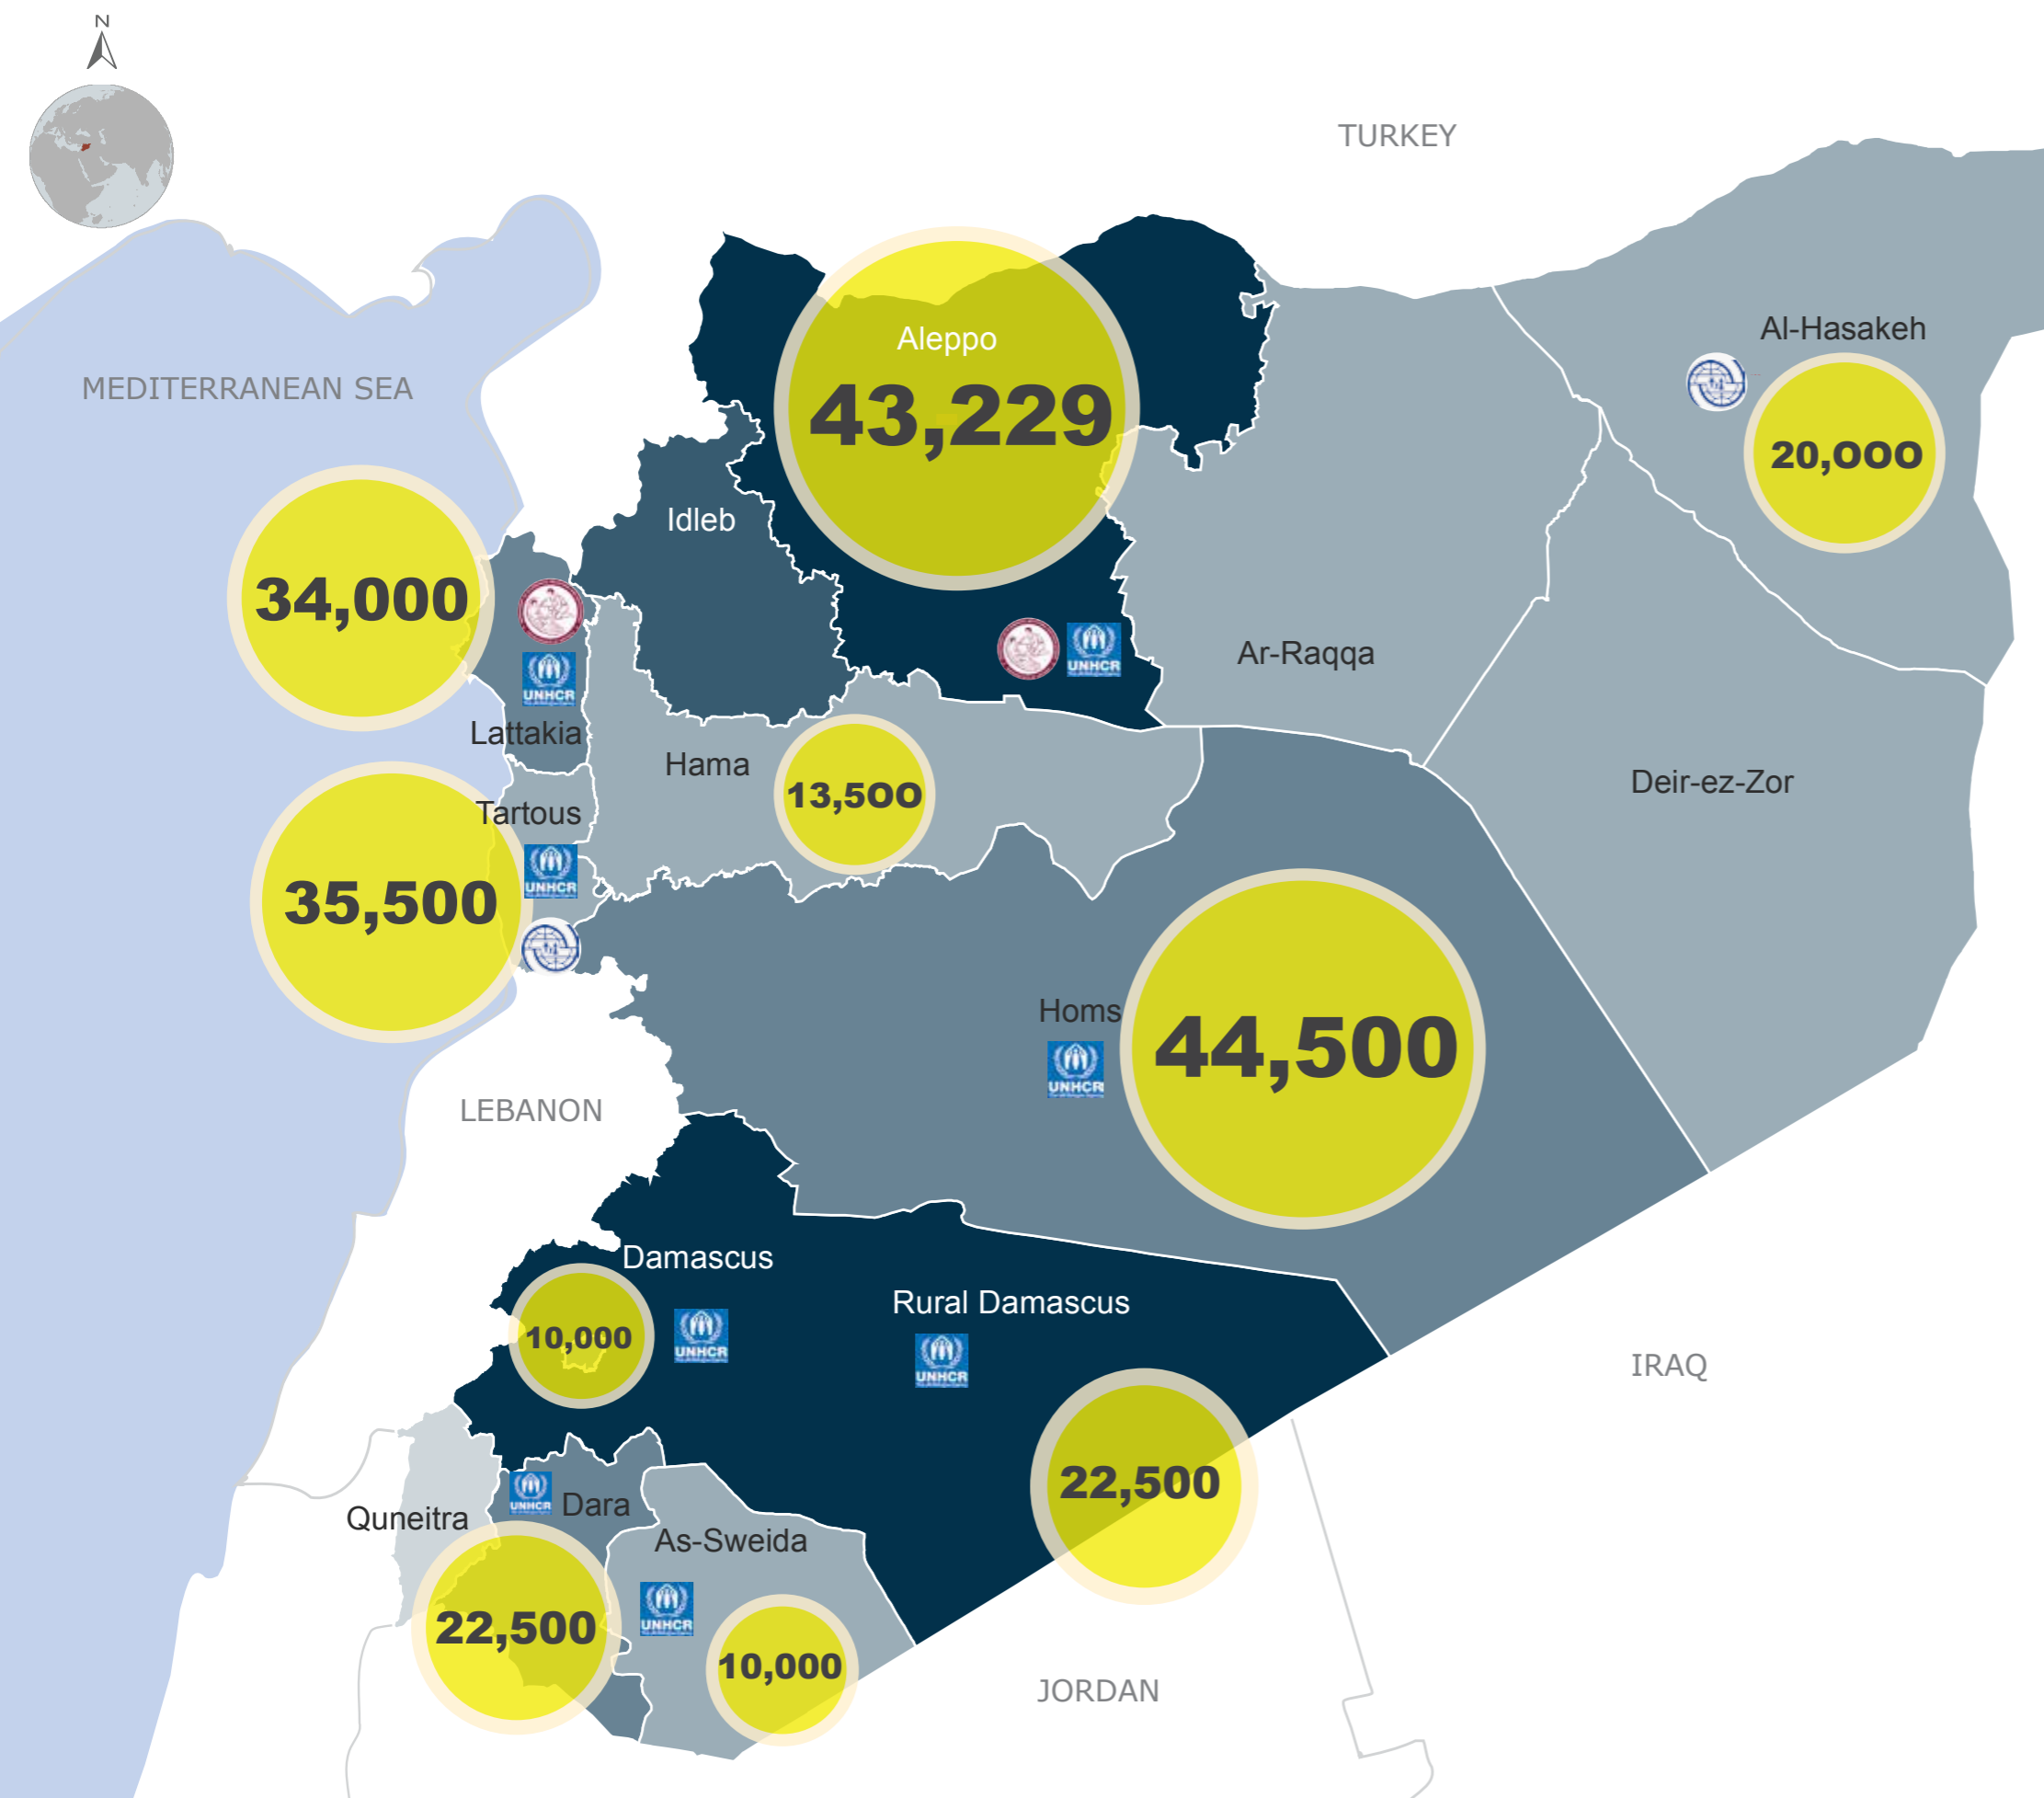 N
TURKEY
Al-Hasakeh
Aleppo
MEDITERRANEAN SEA
43,229
20,000
Idleb
34,000
Ar-Raqqa
UNHCR
UNHCR
Lattakia
Hama
Deir-ez-Zor
13,500
Tartous
UNHCR
35,500
Homs
44,500
UNHCR
LEBANON
Damascus
Rural Damascus
10,000
UNHCR
UNHCR
IRAQ
22,500
UNHCR
Dara
Quneitra
As-Sweida
UNHCR
22,500
10,000
JORDAN